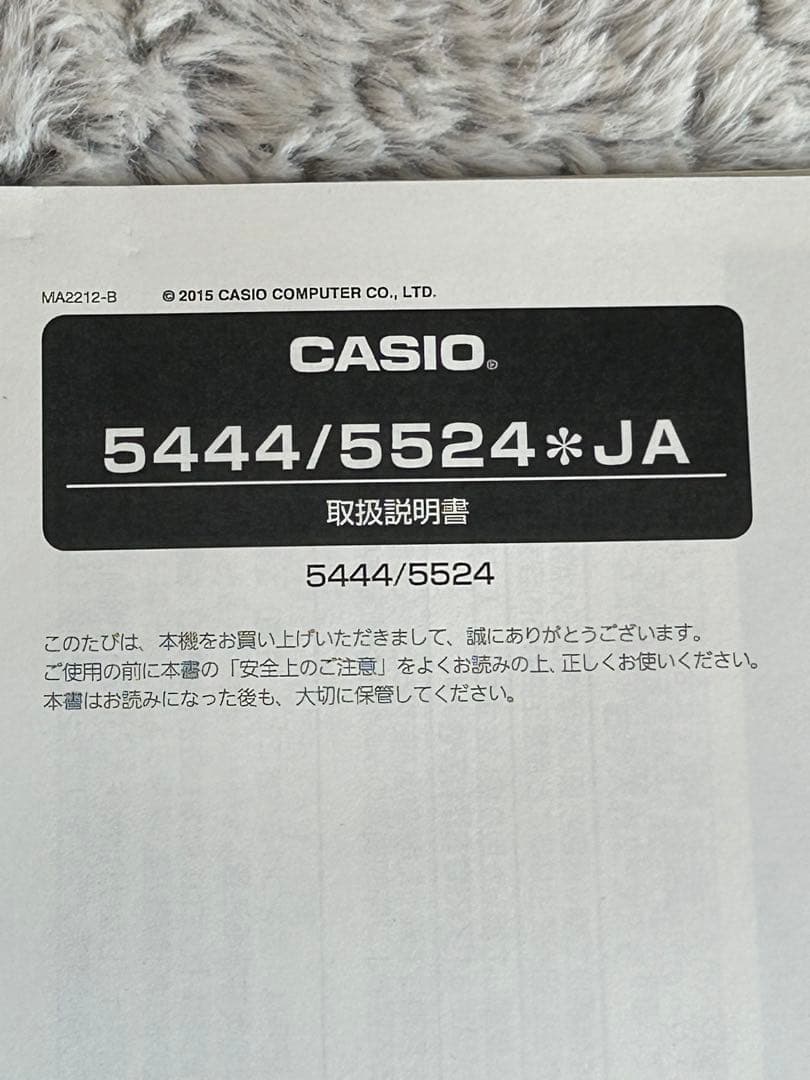 MA2212-B © 2015 CASIO COMPUTER CO., LTD.
CASIO®
5444/5524＊JA
取扱説明書
5444/5524
このたびは、本機をお買い上げいただきまして、誠にありがとうございます。
ご使用の前に本書の「安全上のご注意」をよくお読みの上、正しくお使いください。
本書はお読みになった後も、大切に保管してください。